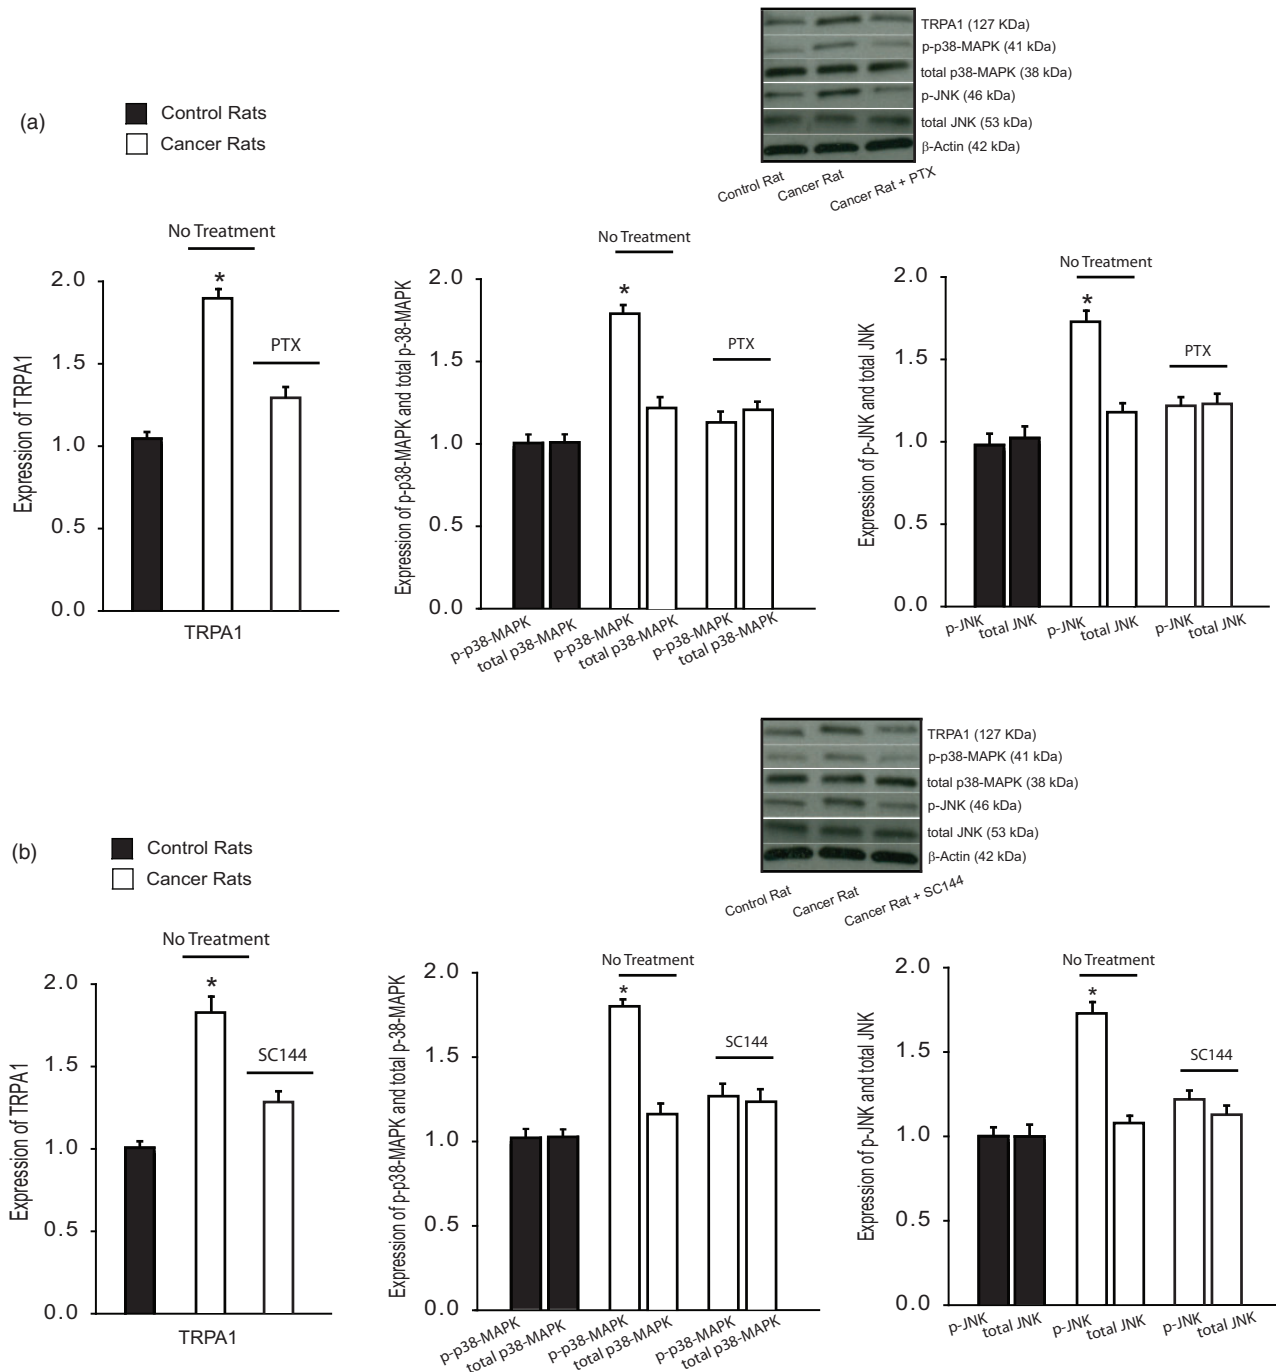 TRPA1 (127 KDa)
p-p38-MAPK (41 kDa)
total p38-MAPK (38 kDa)
p-JNK (46 kDa)
total JNK (53 kDa)
β-Actin (42 kDa)
Control Rat
Cancer Rat
Cancer Rat + PTX
(a)
Control Rats
Cancer Rats
No Treatment
*
PTX
2.0
1.5
1.0
0.5
0.0
Expression of TRPA1
TRPA1
No Treatment
*
PTX
2.0
1.5
1.0
0.5
0.0
Expression of p-p38-MAPK and total p-38-MAPK
p-p38-MAPK
total p38-MAPK
p-p38-MAPK
total p38-MAPK
p-p38-MAPK
total p38-MAPK
No Treatment
*
PTX
2.0
1.5
1.0
0.5
0.0
Expression of p-JNK and total JNK
p-JNK
total JNK
p-JNK
total JNK
p-JNK
total JNK
TRPA1 (127 KDa)
p-p38-MAPK (41 kDa)
total p38-MAPK (38 kDa)
p-JNK (46 kDa)
total JNK (53 kDa)
β-Actin (42 kDa)
Control Rat
Cancer Rat
Cancer Rat + SC144
(b)
Control Rats
Cancer Rats
No Treatment
*
SC144
2.0
1.5
1.0
0.5
0.0
Expression of TRPA1
TRPA1
No Treatment
*
SC144
2.0
1.5
1.0
0.5
0.0
Expression of p-p38-MAPK and total p-38-MAPK
p-p38-MAPK
total p38-MAPK
p-p38-MAPK
total p38-MAPK
p-p38-MAPK
total p38-MAPK
No Treatment
*
SC144
2.0
1.5
1.0
0.5
0.0
Expression of p-JNK and total JNK
p-JNK
total JNK
p-JNK
total JNK
p-JNK
total JNK